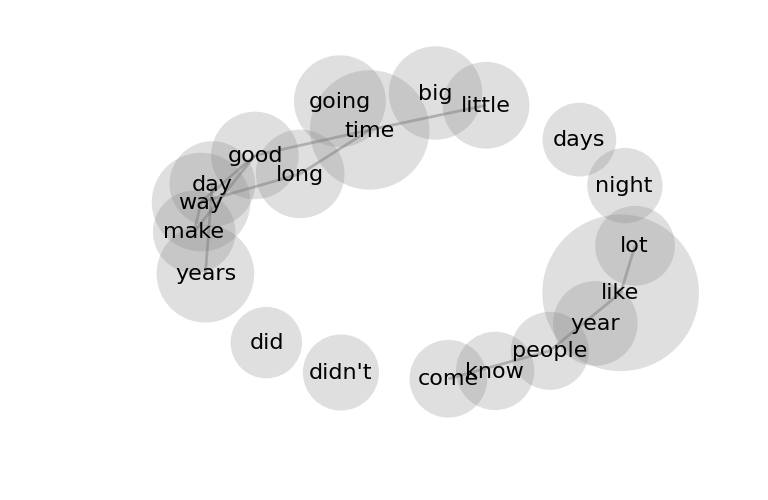 big
going
little
time
days
good
long
day
night
way
make
lot
years
like
year
did
people
didn't
know
come